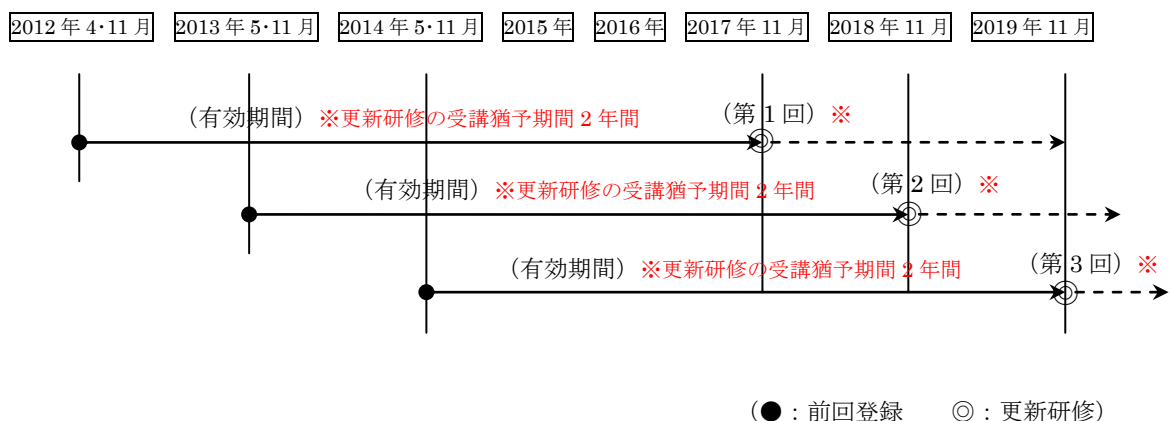 2012年4･11月 2013年5･11月 2014年5･11月 2015年 2016年 2017年11月 2018年11月 2019年11月
（有効期間）※更新研修の受講猶予期間2年間 （第1回）※
（有効期間）※更新研修の受講猶予期間2年間 （第2回）※
（有効期間）※更新研修の受講猶予期間2年間 （第3回）※
（●：前回登録 ◎：更新研修）